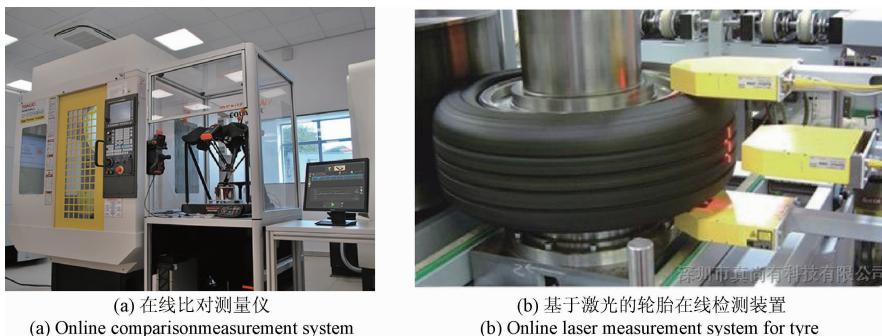 深圳市真尚有科技有限公司
(a) 在线比对测量仪
(b) 基于激光的轮胎在线检测装置
(a) Online comparisonmeasurement system
(b) Online laser measurement system for tyre